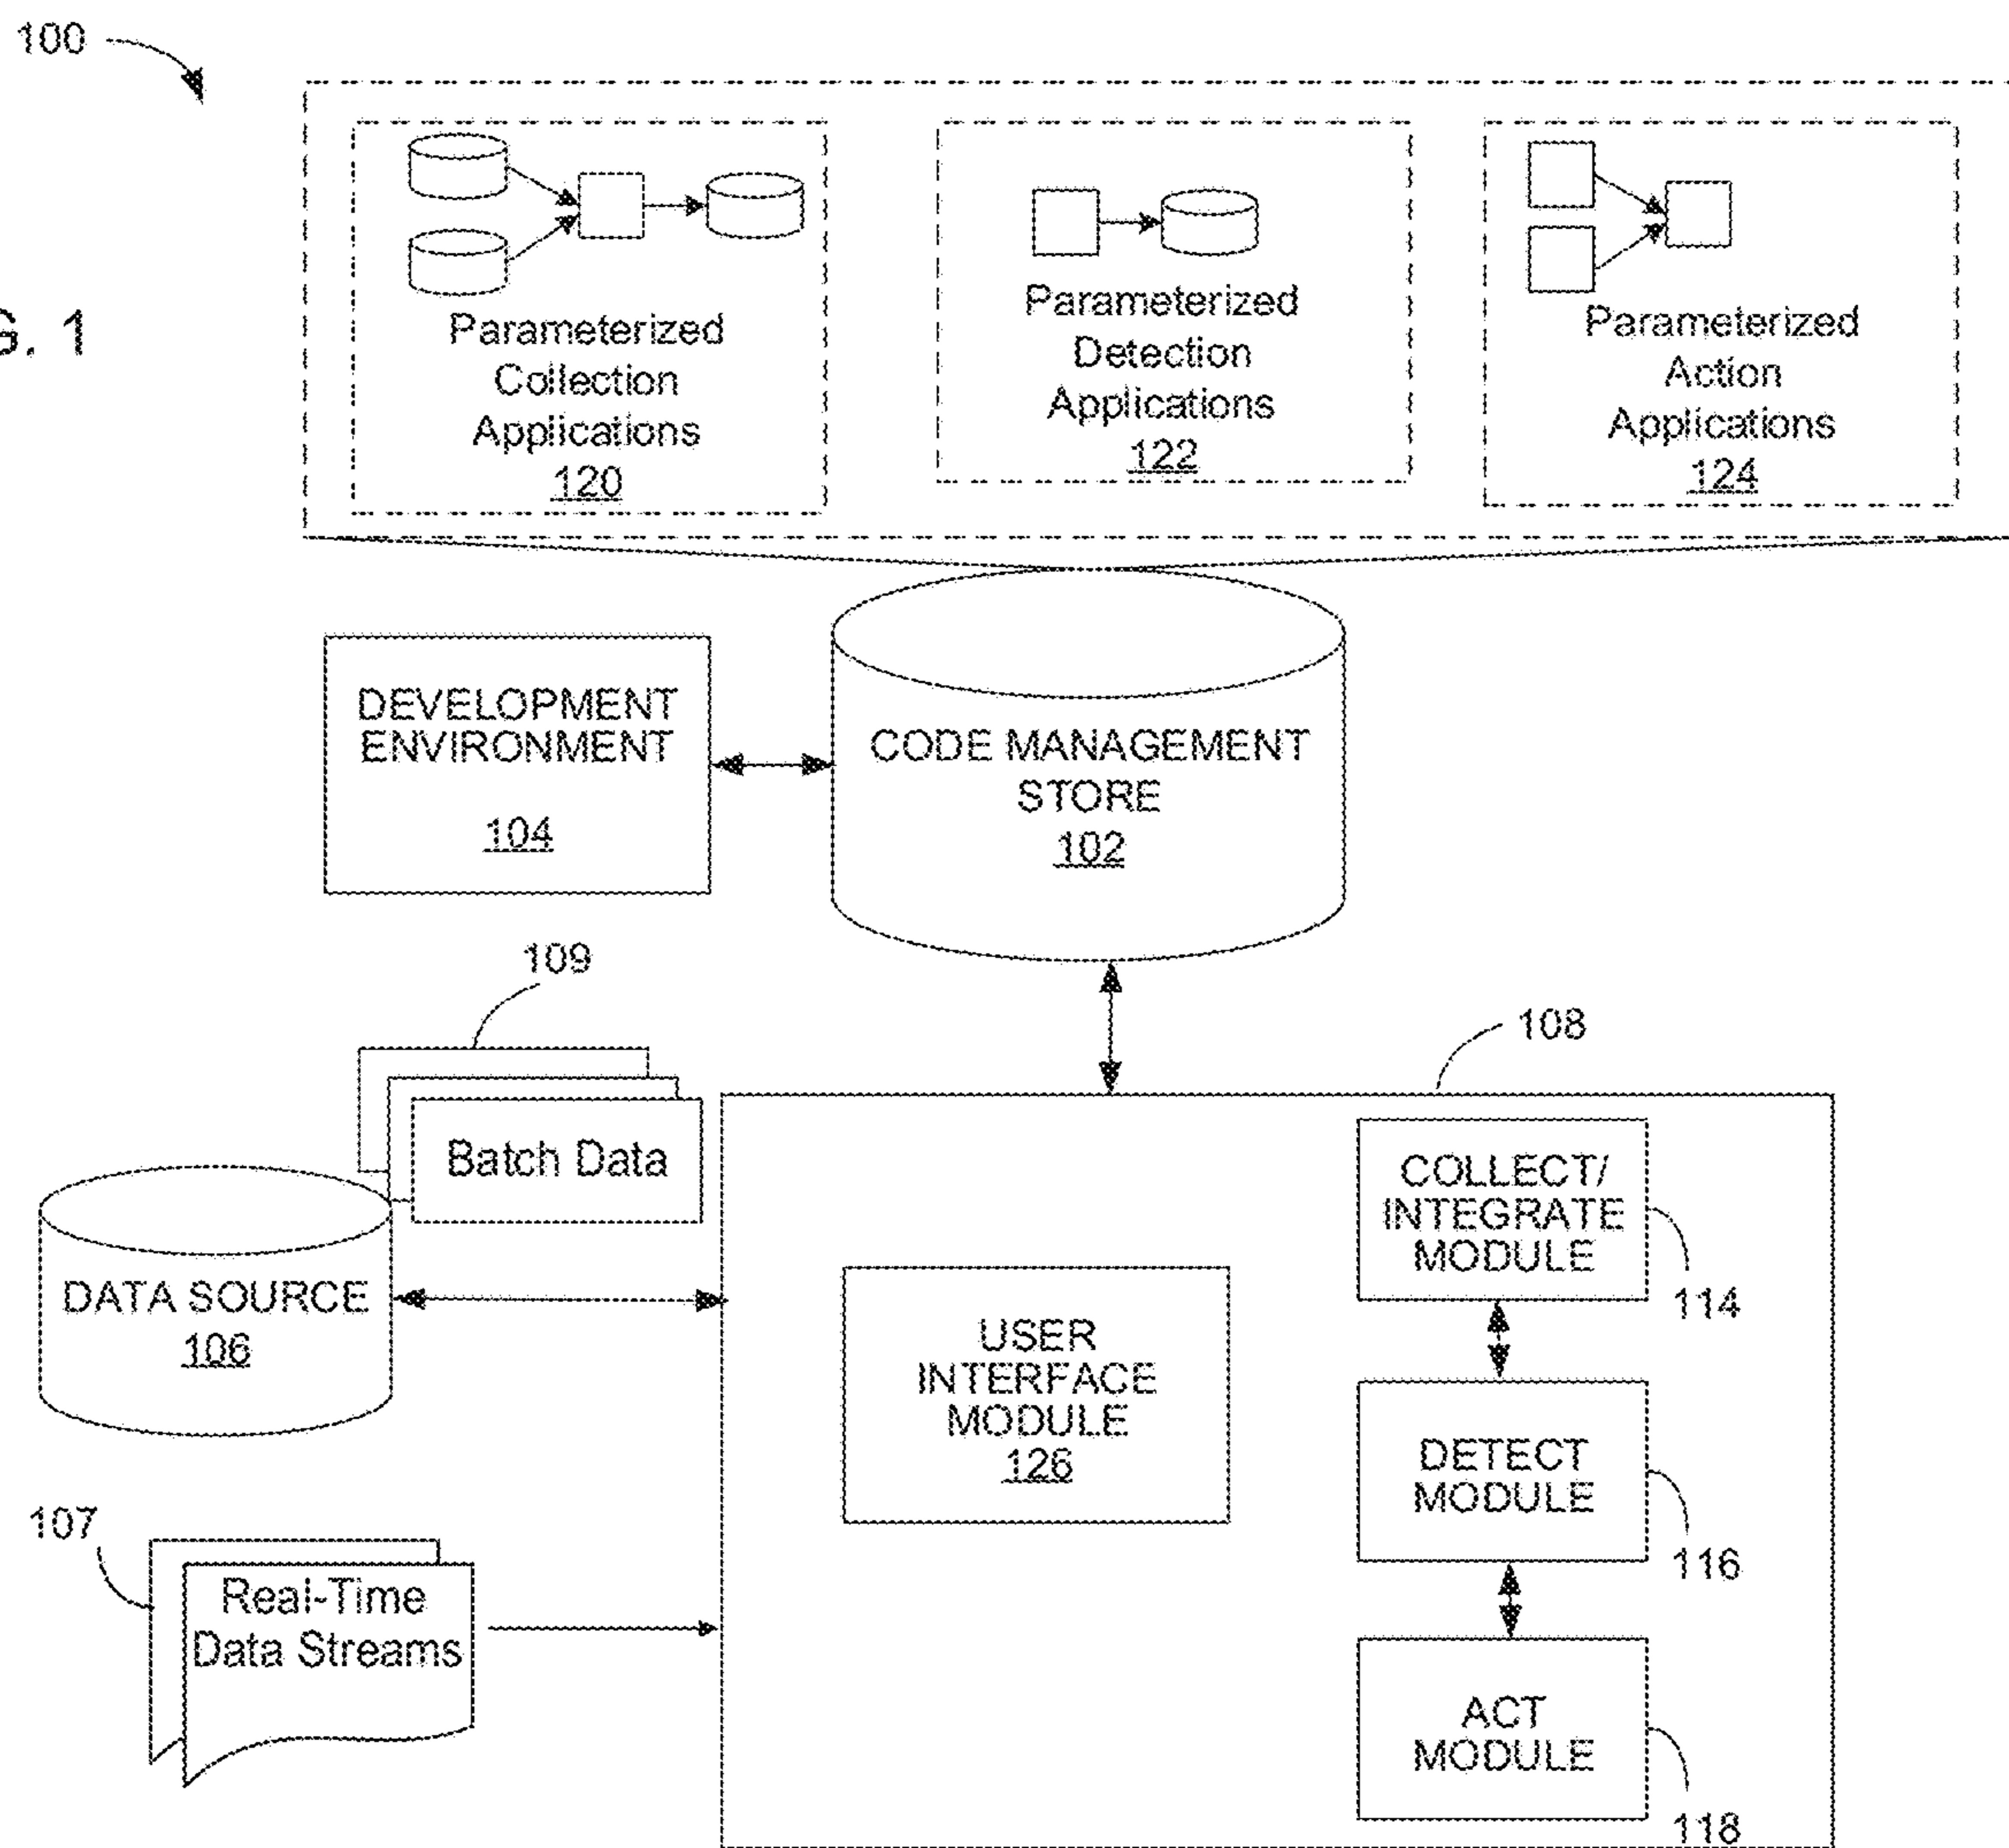 100
G. 1
Parameterized
Collection
Applications
120
Parameterized
Detection
Applications
122
Parameterized
Action
Applications
124
DEVELOPMENT
ENVIRONMENT
104
CODE MANAGEMENT
STORE
102
109
Batch Data
108
DATA SOURCE
106
107
Real-Time
Data Streams
USER
INTERFACE
MODULE
126
COLLECT/
INTEGRATE
MODULE
114
DETECT
MODULE
116
ACT
MODULE
118